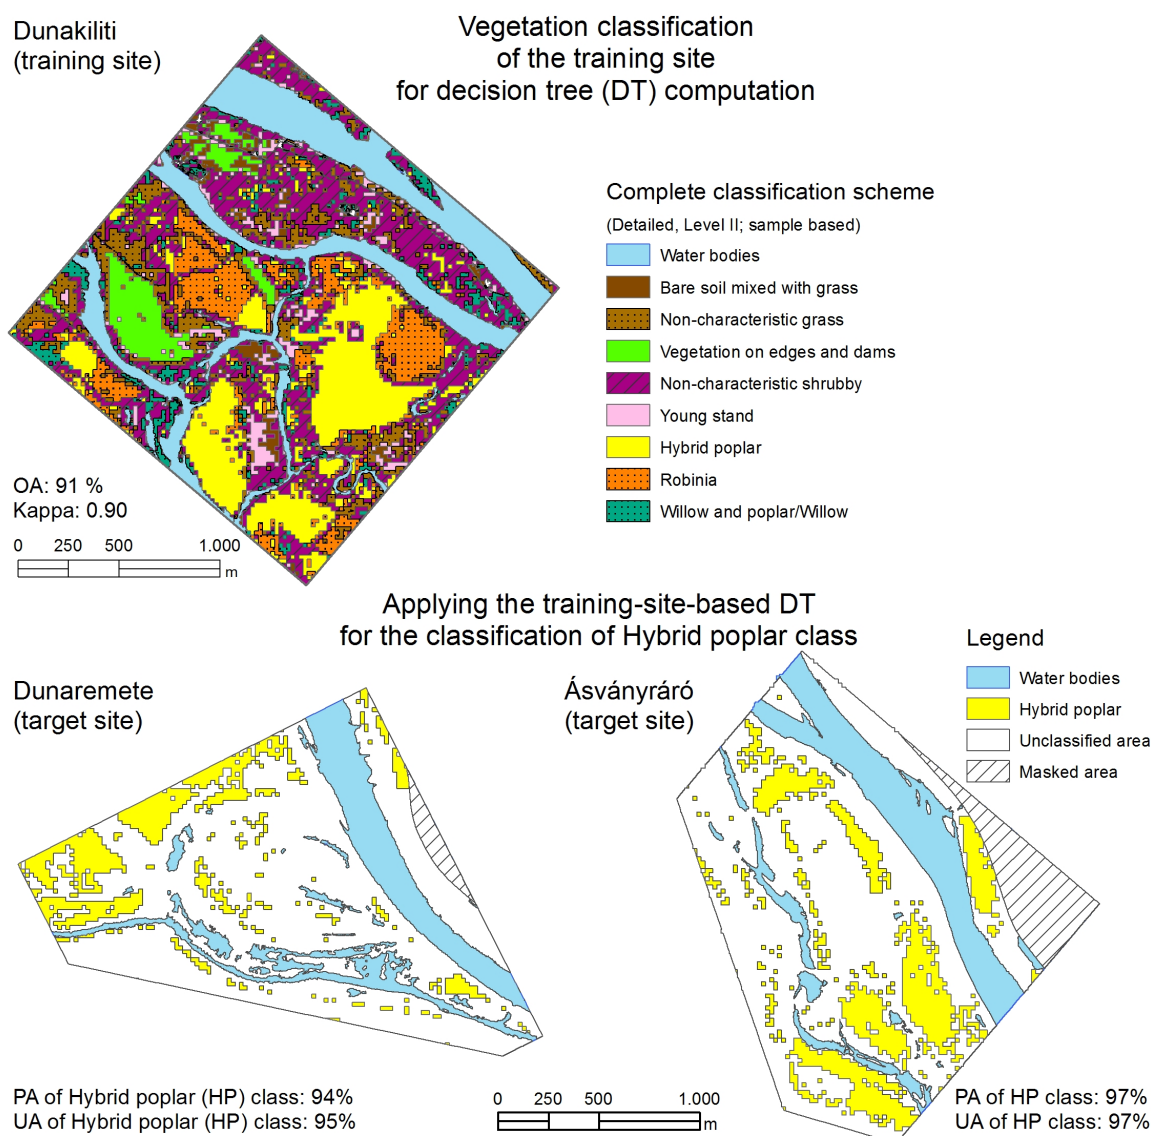 Dunakiliti
(training site)
Vegetation classification
of the training site
for decision tree (DT) computation
Complete classification scheme
(Detailed, Level II; sample based)
Water bodies
Bare soil mixed with grass
Non-characteristic grass
Vegetation on edges and dams
Non-characteristic shrubby
Young stand
Hybrid poplar
Robinia
Willow and poplar/Willow
OA: 91 %
Kappa: 0.90
0 250 500 1.000
m
Applying the training-site-based DT
for the classification of Hybrid poplar class
Dunaremete
(target site)
Ásványráró
(target site)
Legend
Water bodies
Hybrid poplar
Unclassified area
Masked area
PA of Hybrid poplar (HP) class: 94%
UA of Hybrid poplar (HP) class: 95%
0 250 500 1.000
m
PA of HP class: 97%
UA of HP class: 97%